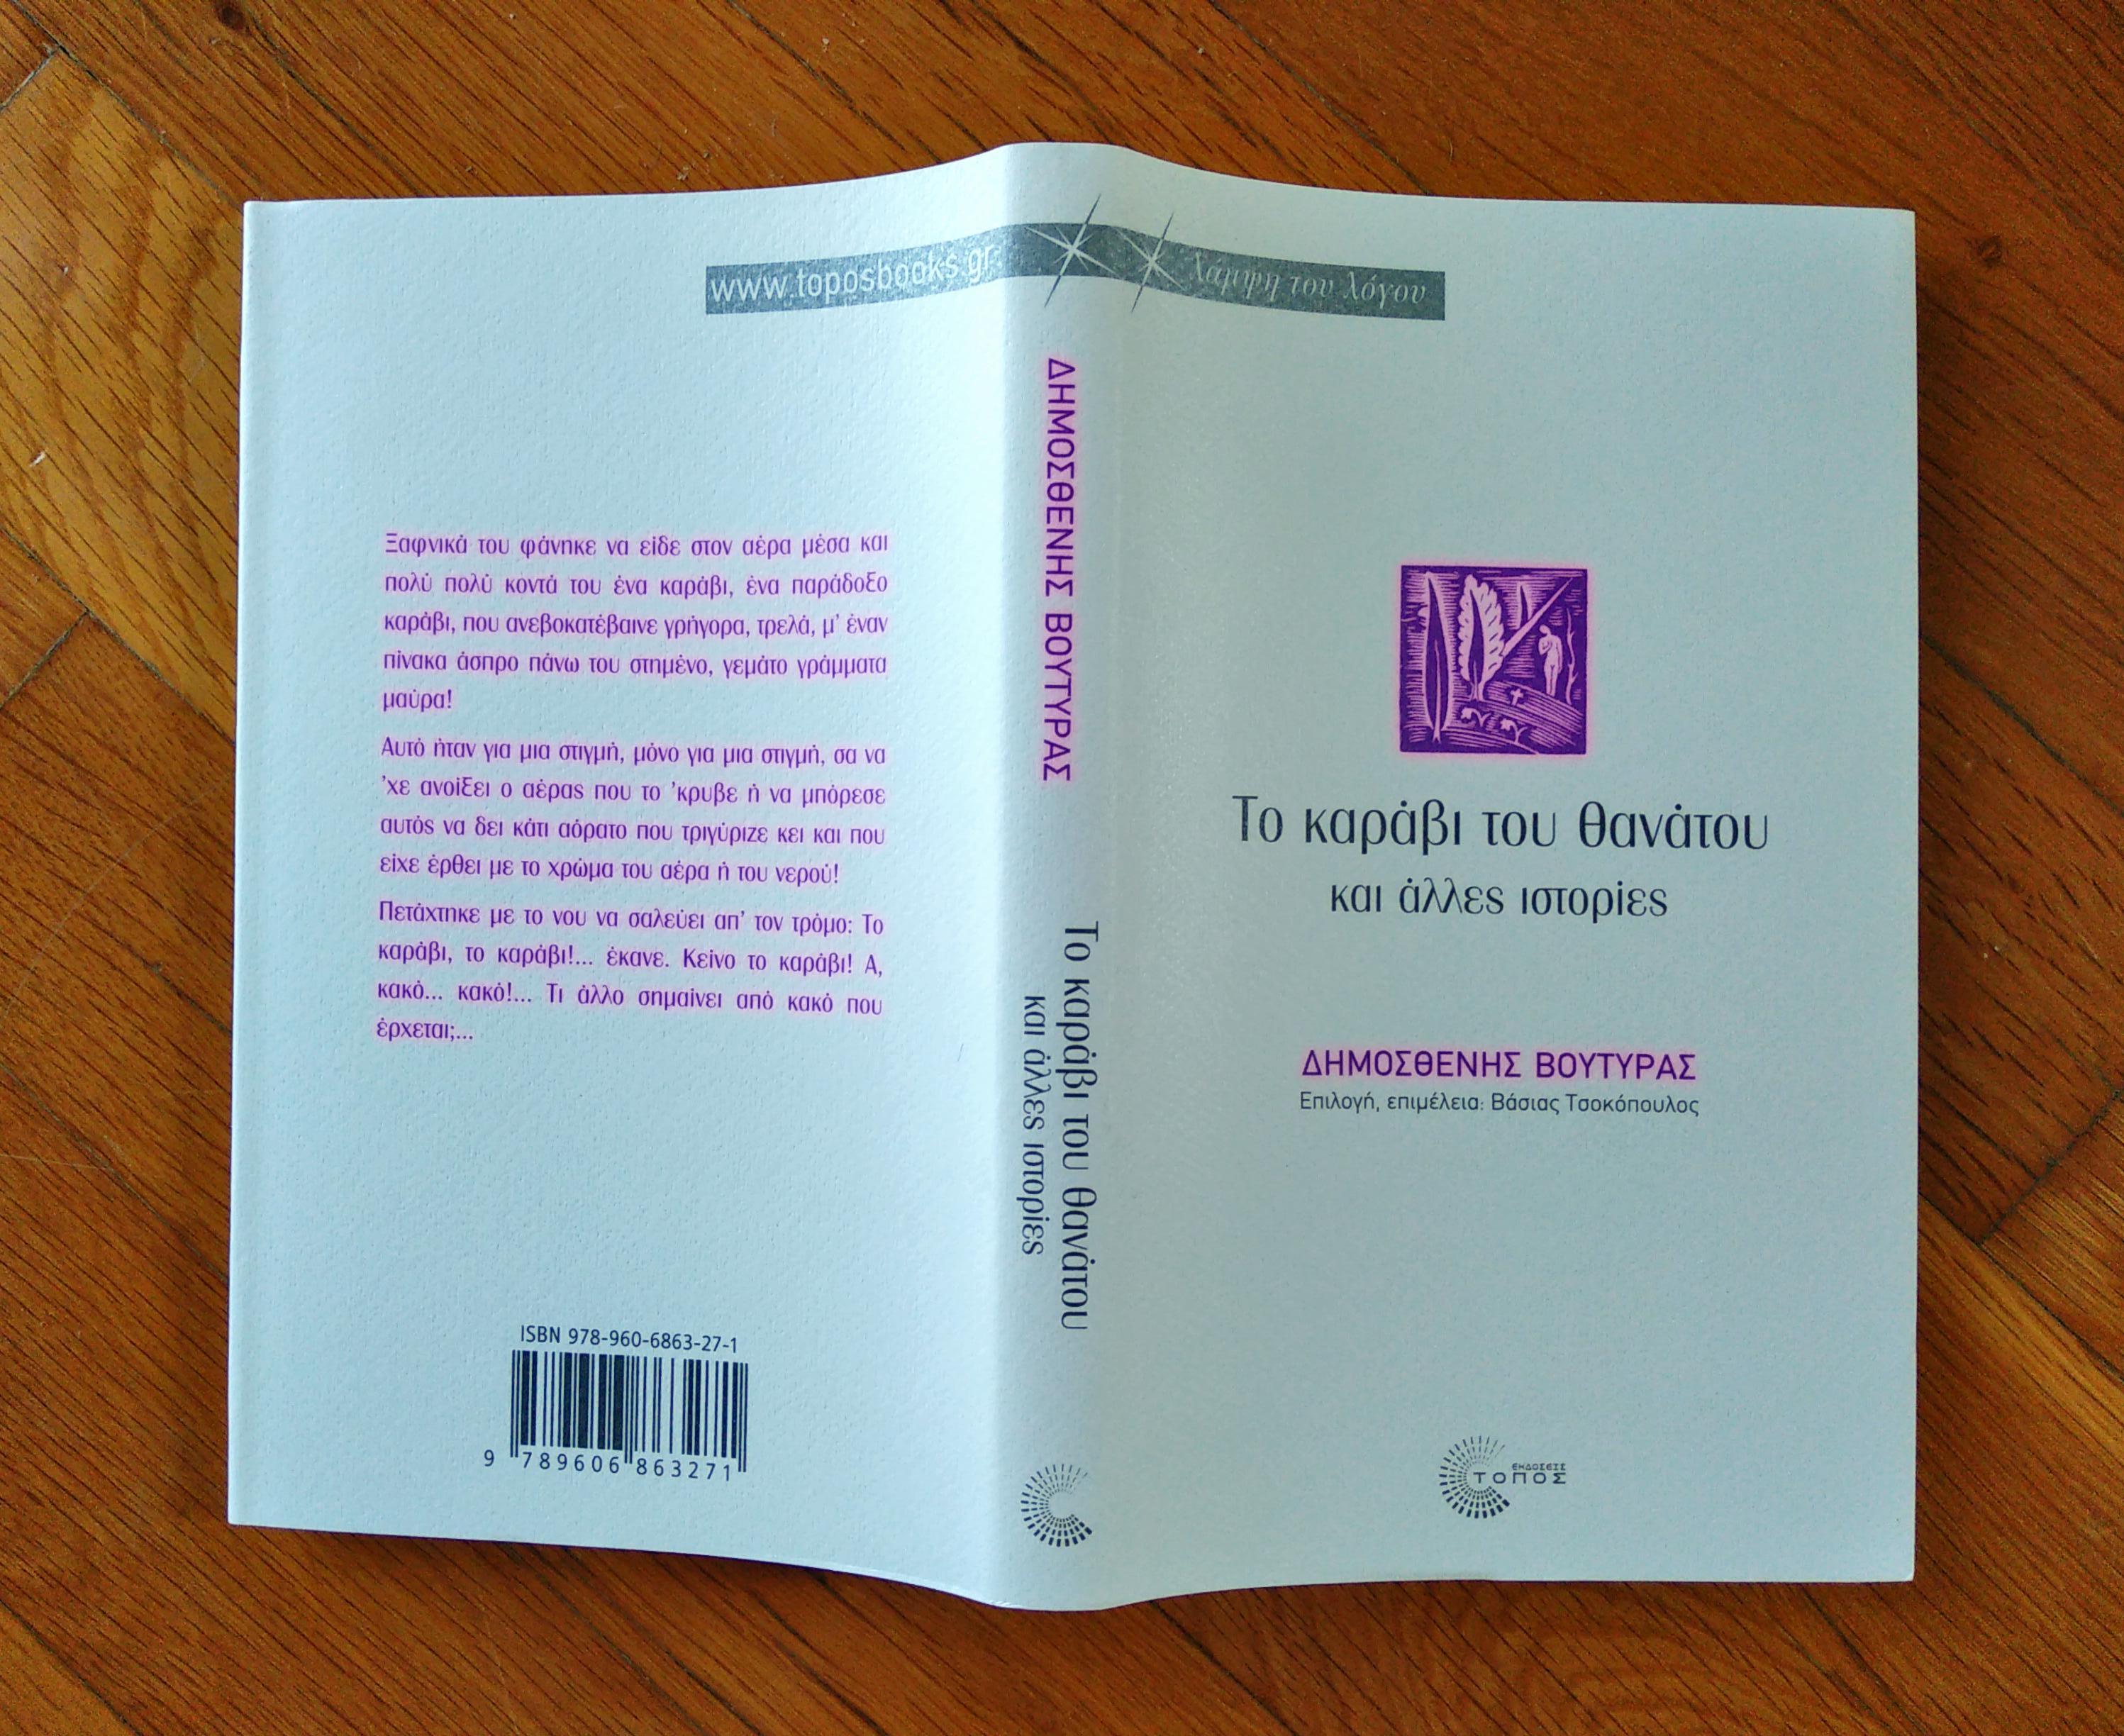 www.toposbooks.gr
Ξαφνικά του φάνηκε να είδε στον αέρα μέσα και
πολύ πολύ κοντά του ένα καράβι, ένα παράδοξο
καράβι, που ανεβοκατέβαινε γρήγορα, τρελά, μ' έναν
πίνακα άσπρο πάνω του στημένο, γεμάτο γράμματα
μαύρα!
Αυτό ήταν για μια στιγμή, μόνο για μια στιγμή, σα να
'χε ανοίξει ο αέρας που το 'κρυβε ή να μπόρεσε
αυτός να δει κάτι αόρατο που τριγύριζε κει και που
είχε έρθει με το χρώμα του αέρα ή του νερού!
Πετάχτηκε με το νου να σαλεύει απ' τον τρόμο: Το
καράβι, το καράβι!... έκανε. Κείνο το καράβι! Α,
κακό... κακό!... Τι άλλο σημαίνει από κακό που
έρχεται;...
ISBN 978-960-6863-27-1
9 789606 863271
ΔΗΜΟΣΘΕΝΗΣ ΒΟΥΤΥΡΑΣ
Το καράβι του θανάτου
και άλλες ιστορίες
λάμψη του λόγου
Το καράβι του θανάτου
και άλλες ιστορίες
ΔΗΜΟΣΘΕΝΗΣ ΒΟΥΤΥΡΑΣ
Επιλογή, επιμέλεια: Βάσιας Τσοκόπουλος
ΕΚΔΟΣΕΙΣ
ΤΟΠΟΣ